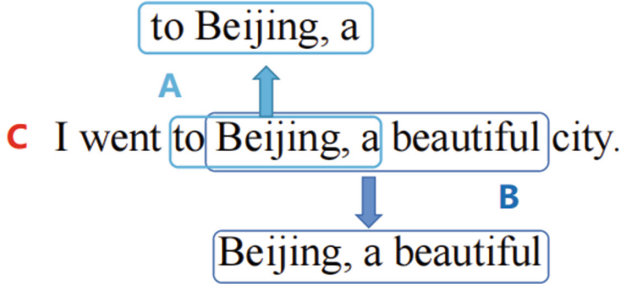 to Beijing, a
A
C I went to Beijing, a beautiful city.
B
Beijing, a beautiful